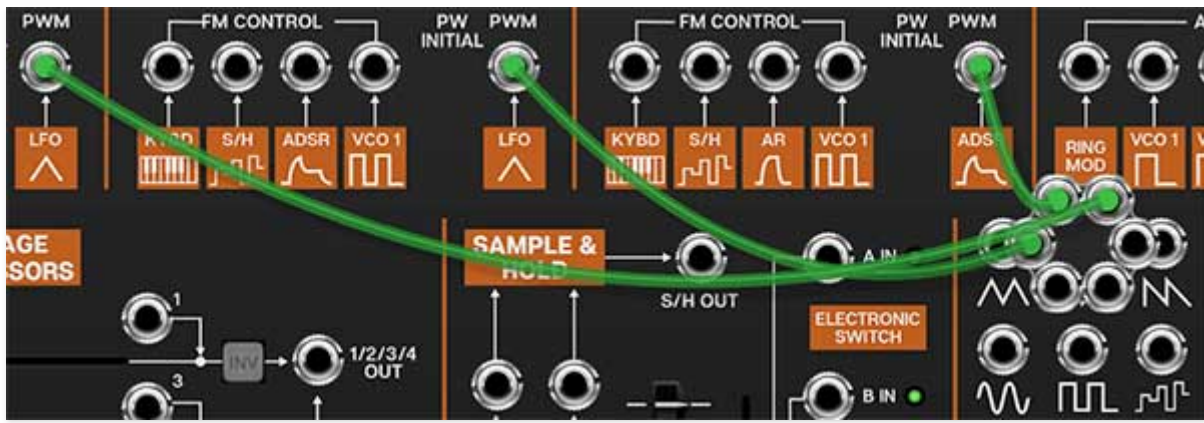 PWM
FM CONTROL
PW PWM
INITIAL
FM CONTROL
PW PWM
INITIAL
LFO
KYBD
S/H
ADSR
VCO 1
LFO
KYBD
S/H
AR
VCO 1
RING
MOD
VCO 1
AGE
SSORS
SAMPLE &
HOLD
A IN
S/H OUT
1
INV
1/2/3/4
OUT
ELECTRONIC
SWITCH
3
B IN